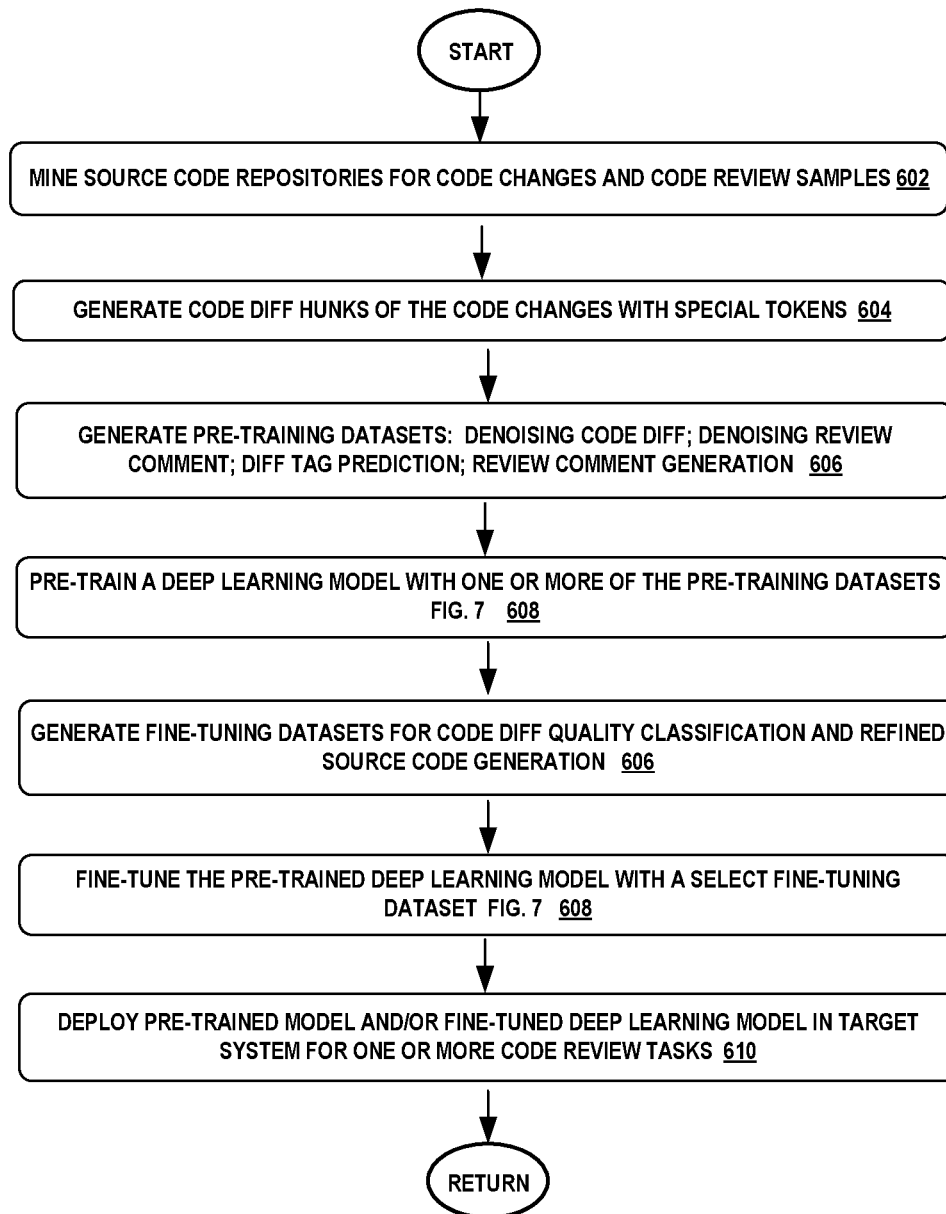 START
MINE SOURCE CODE REPOSITORIES FOR CODE CHANGES AND CODE REVIEW SAMPLES 602
GENERATE CODE DIFF HUNKS OF THE CODE CHANGES WITH SPECIAL TOKENS 604
GENERATE PRE-TRAINING DATASETS: DENOISING CODE DIFF; DENOISING REVIEW
COMMENT; DIFF TAG PREDICTION; REVIEW COMMENT GENERATION 606
PRE-TRAIN A DEEP LEARNING MODEL WITH ONE OR MORE OF THE PRE-TRAINING DATASETS
FIG. 7 608
GENERATE FINE-TUNING DATASETS FOR CODE DIFF QUALITY CLASSIFICATION AND REFINED
SOURCE CODE GENERATION 606
FINE-TUNE THE PRE-TRAINED DEEP LEARNING MODEL WITH A SELECT FINE-TUNING
DATASET FIG. 7 608
DEPLOY PRE-TRAINED MODEL AND/OR FINE-TUNED DEEP LEARNING MODEL IN TARGET
SYSTEM FOR ONE OR MORE CODE REVIEW TASKS 610
RETURN